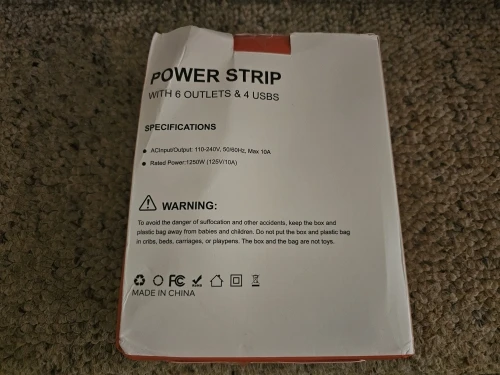 POWER STRIP
WITH 6 OUTLETS & 4 USBS
SPECIFICATIONS
ACInput/Output: 110-240V, 50/60Hz, Max 10A
Rated Power:1250W (125V/10A)
WARNING:
To avoid the danger of suffocation and other accidents, keep the box and
plastic bag away from babies and children. Do not put the box and plastic bag
in cribs, beds, carriages, or playpens. The box and the bag are not toys.
FC
MADE IN CHINA